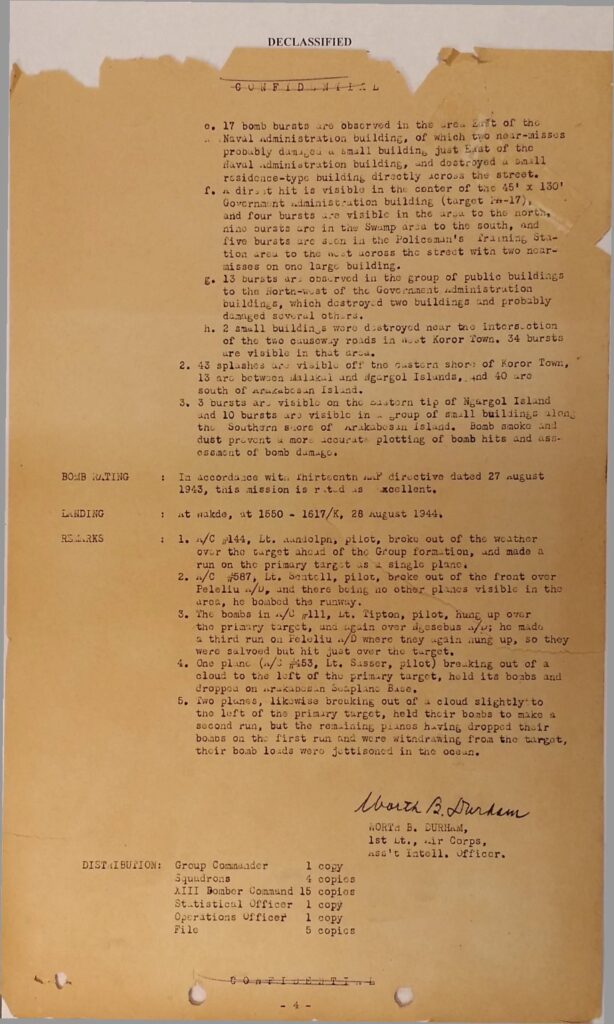 DECLASSIFIED
CONFIDENTIAL
e. 17 bomb bursts are observed in the area East of the
Naval Administration building, of which two near-misses
probably damaged a small building just East of the
Naval Administration building, and destroyed a small
residence-type building directly across the street.
f. A direct hit is visible in the center of the 45' x 130'
Government Administration building (target PA-17),
and four bursts are visible in the area to the north,
nine bursts are in the Swamp area to the south, and
five bursts are seen in the Policeman's Training Sta-
tion area to the west across the street with two near-
misses on one large building.
g. 13 bursts are observed in the group of public buildings
to the North-west of the Government Administration
buildings, which destroyed two buildings and probably
damaged several others.
h. 2 small buildings were destroyed near the intersection
of the two causeway roads in West Koror Town. 34 bursts
are visible in that area.
2. 43 splashes are visible off the eastern shore of Koror Town,
13 are between Malakal and Ngargol Islands, and 40 are
south of Arakabesan Island.
3. 3 bursts are visible on the eastern tip of Ngargol Island
and 10 bursts are visible in a group of small buildings along
the Southern shore of Arakabesan Island. Bomb smoke and
dust prevent a more accurate plotting of bomb hits and ass-
essment of bomb damage.
BOMB RATING : In accordance with Thirteenth AAF directive dated 27 August
1943, this mission is rated as excellent.
LANDING : At Wakde, at 1550 - 1617/K, 28 August 1944.
REMARKS : 1. A/C #144, Lt. Randolph, pilot, broke out of the weather
over the target ahead of the Group formation, and made a
run on the primary target as a single plane.
2. A/C #587, Lt. Scatell, pilot, broke out of the front over
Peleliu A/D, and there being no other planes visible in the
area, he bombed the runway.
3. The bombs in A/C #111, Lt. Tipton, pilot, hung up over
the primary target, and again over Ngesebus A/D; he made
a third run on Peleliu A/D where they again hung up, so they
were salvoed but hit just over the target.
4. One plane (A/C #453, Lt. Sasser, pilot) breaking out of a
cloud to the left of the primary target, held its bombs and
dropped on Arakabesan Seaplane Base.
5. Two planes, likewise breaking out of a cloud slightly to
the left of the primary target, held their bombs to make a
second run, but the remaining planes having dropped their
bombs on the first run and were withdrawing from the target,
their bomb loads were jettisoned in the ocean.
Worth B. Durham
WORTH B. DURHAM,
1st Lt., Air Corps,
Ass't Intell. Officer.
DISTRIBUTION: Group Commander 1 copy
Squadrons 4 copies
XIII Bomber Command 15 copies
Statistical Officer 1 copy
Operations Officer 1 copy
File 5 copies
CONFIDENTIAL
- 4 -